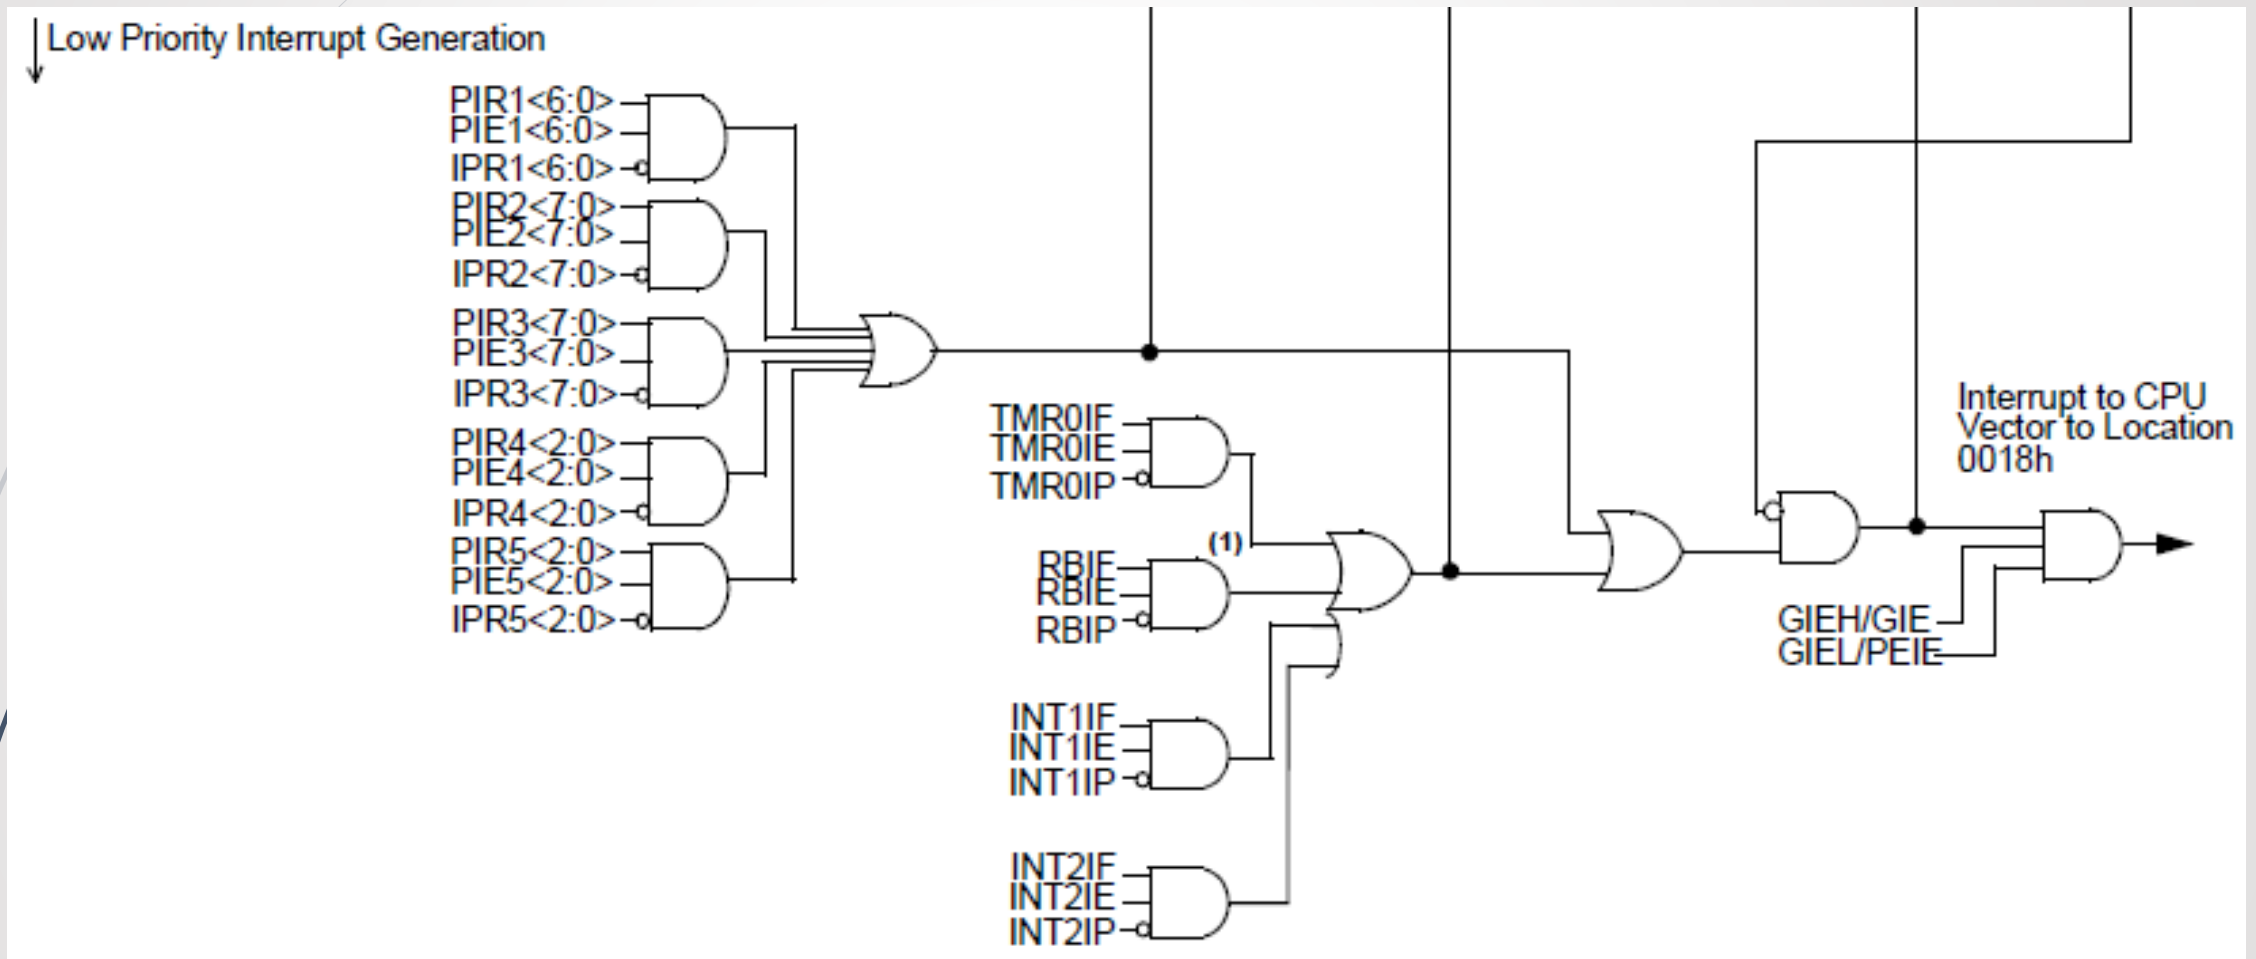 Low Priority Interrupt Generation
PIR1<6:0>
PIE1<6:0>
IPR1<6:0>
PIR2<7:0>
PIE2<7:0>
IPR2<7:0>
PIR3<7:0>
PIE3<7:0>
IPR3<7:0>
PIR4<2:0>
PIE4<2:0>
IPR4<2:0>
PIR5<2:0>
PIE5<2:0>
IPR5<2:0>
TMR0IF
TMR0IE
TMR0IP
(1)
RBIF
RBIE
RBIP
INT1IF
INT1IE
INT1IP
INT2IF
INT2IE
INT2IP
Interrupt to CPU
Vector to Location
0018h
GIEH/GIE
GIEL/PEIE